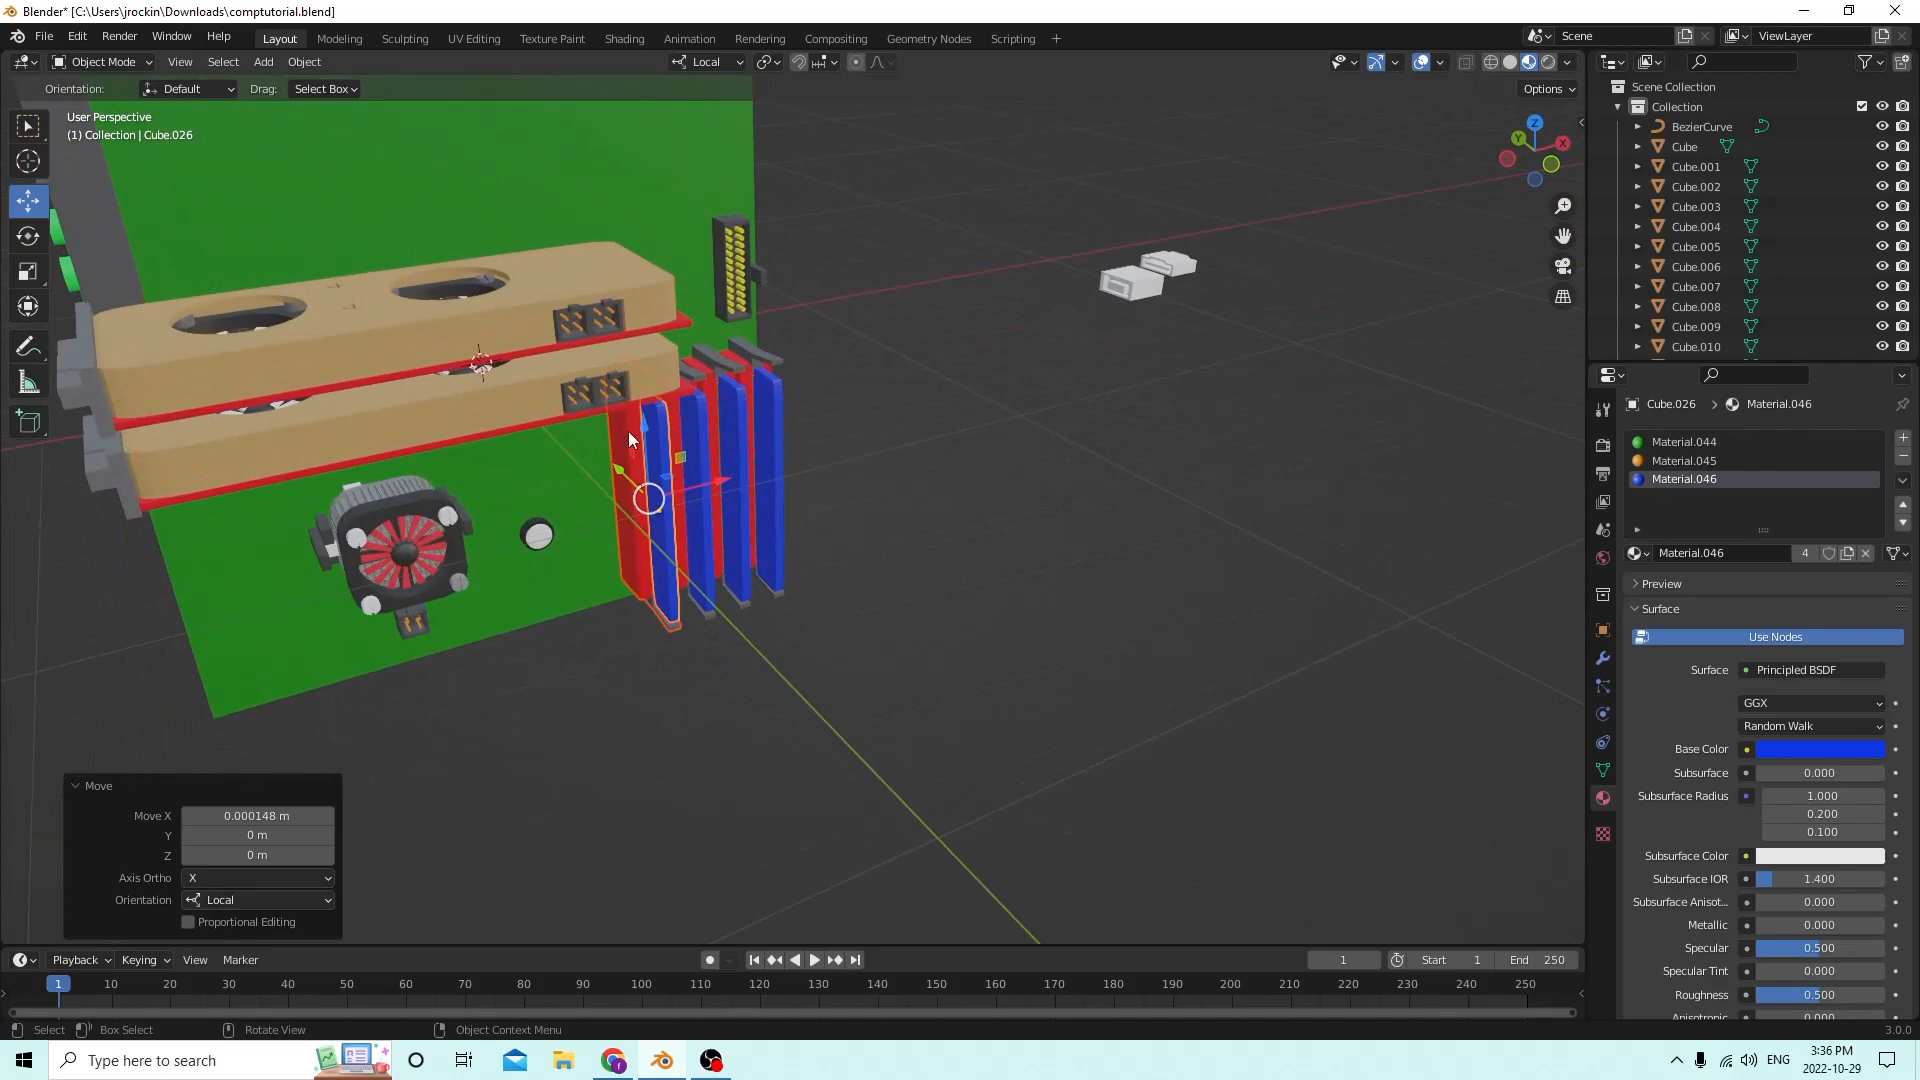 Blender* [C:\Users\jrockin\Downloads\comptutorial.blend]
File Edit Render Window Help
Layout Modeling Sculpting UV Editing Texture Paint Shading Animation Rendering Compositing Geometry Nodes Scripting +
Scene
ViewLayer
Object Mode View Select Add Object
Local
Orientation: Default Drag: Select Box
Options
User Perspective
(1) Collection | Cube.026
Z
Y
X
Scene Collection
Collection
BezierCurve
Cube
Cube.001
Cube.002
Cube.003
Cube.004
Cube.005
Cube.006
Cube.007
Cube.008
Cube.009
Cube.010
Cube.026 > Material.046
Material.044
Material.045
Material.046
Material.046 4
Preview
Surface
Use Nodes
Surface Principled BSDF
GGX
Random Walk
Base Color
Subsurface 0.000
Subsurface Radius 1.000
0.200
0.100
Subsurface Color
Subsurface IOR 1.400
Subsurface Anisot... 0.000
Metallic 0.000
Specular 0.500
Specular Tint 0.000
Roughness 0.500
Anisotropic 0.000
Move
Move X 0.000148 m
Y 0 m
Z 0 m
Axis Ortho X
Orientation Local
Proportional Editing
Playback Keying View Marker
1 Start 1 End 250
1 10 20 30 40 50 60 70 80 90 100 110 120 130 140 150 160 170 180 190 200 210 220 230 240 250
Select Box Select Rotate View Object Context Menu 3.0.0
Type here to search
ENG
3:36 PM
2022-10-29